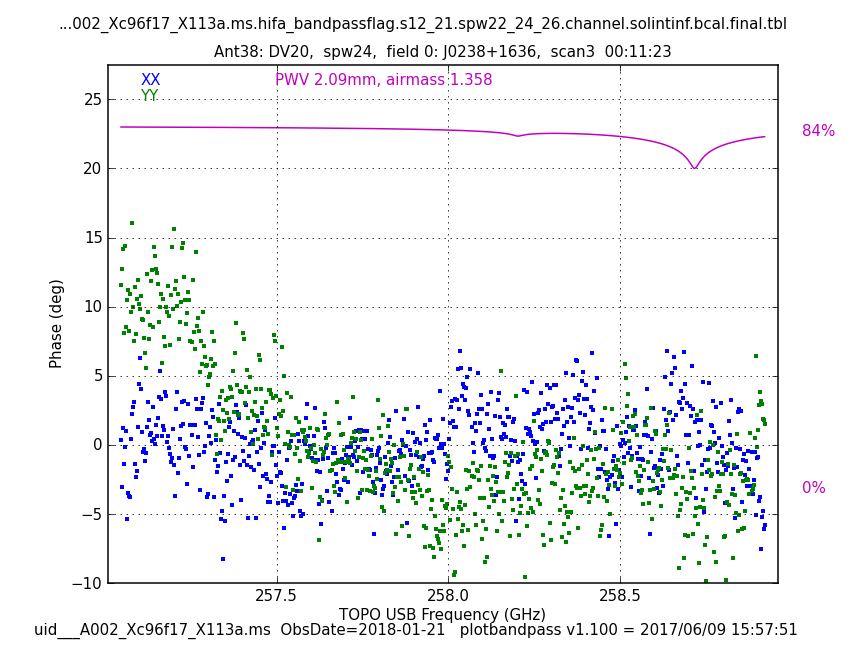 ...002_Xc96f17_X113a.ms.hifa_bandpassflag.s12_21.spw22_24_26.channel.solintinf.bcal.final.tbl
Ant38: DV20, spw24, field 0: J0238+1636, scan3 00:11:23
XX
PWV 2.09mm, airmass 1.358
YY
25
84%
20
15
10
5
0
0%
−5
−10
Phase (deg)
257.5 258.0 258.5
TOPO USB Frequency (GHz)
uid___A002_Xc96f17_X113a.ms ObsDate=2018-01-21 plotbandpass v1.100 = 2017/06/09 15:57:51